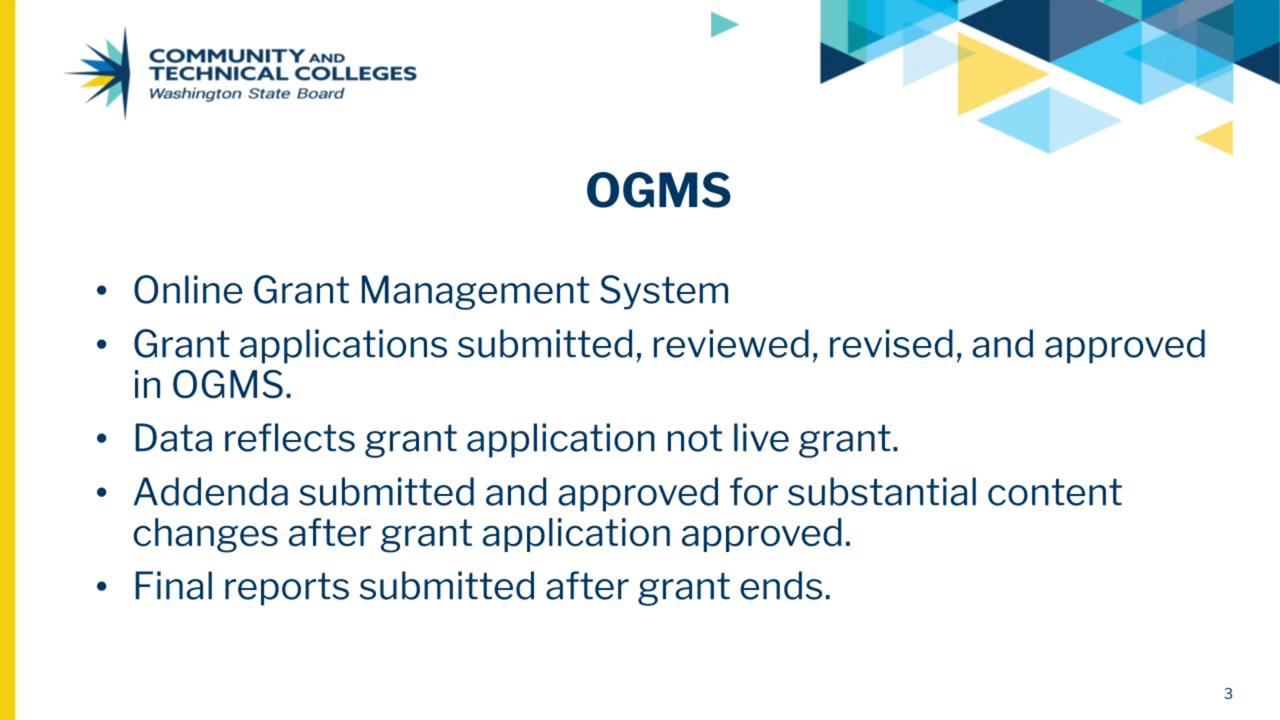 COMMUNITY AND
TECHNICAL COLLEGES
Washington State Board
OGMS
• Online Grant Management System
• Grant applications submitted, reviewed, revised, and approved
in OGMS.
• Data reflects grant application not live grant.
• Addenda submitted and approved for substantial content
changes after grant application approved.
• Final reports submitted after grant ends.
3